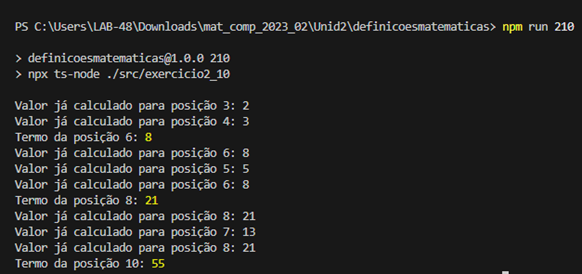 PS C:\Users\LAB-48\Downloads\mat_comp_2023_02\Unid2\definicoesmatematicas> npm run 210
> definicoesmatematicas@1.0.0 210
> npx ts-node ./src/exercicio2_10
Valor já calculado para posição 3: 2
Valor já calculado para posição 4: 3
Termo da posição 6: 8
Valor já calculado para posição 6: 8
Valor já calculado para posição 5: 5
Valor já calculado para posição 6: 8
Termo da posição 8: 21
Valor já calculado para posição 8: 21
Valor já calculado para posição 7: 13
Valor já calculado para posição 8: 21
Termo da posição 10: 55